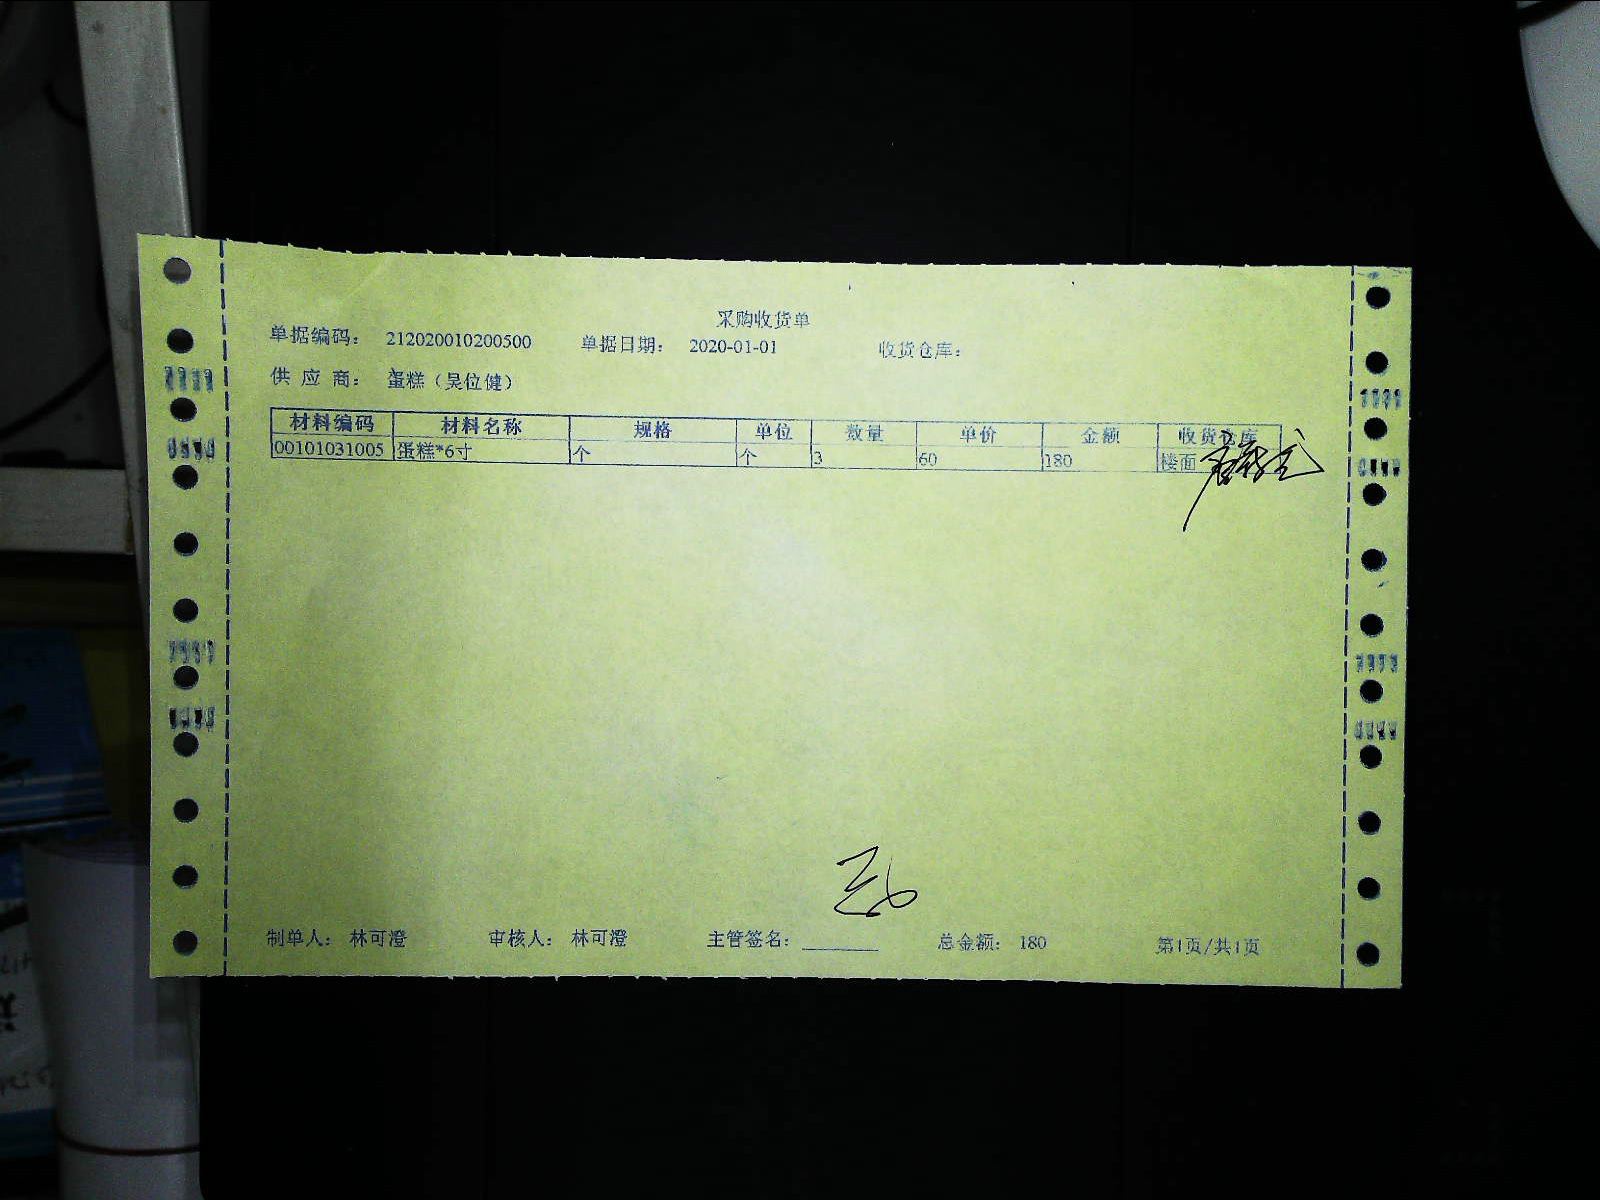 采购收货单
单据编码： 212020010200500 单据日期： 2020-01-01 收货仓库：
供 应 商： 蛋糕（吴位健）
材料编码 材料名称 规格 单位 数量 单价 金额 收货仓库
00101031005 蛋糕*6寸 个 个 3 60 180 楼面
制单人： 林可澄 审核人： 林可澄 主管签名： 总金额： 180 第1页/共1页